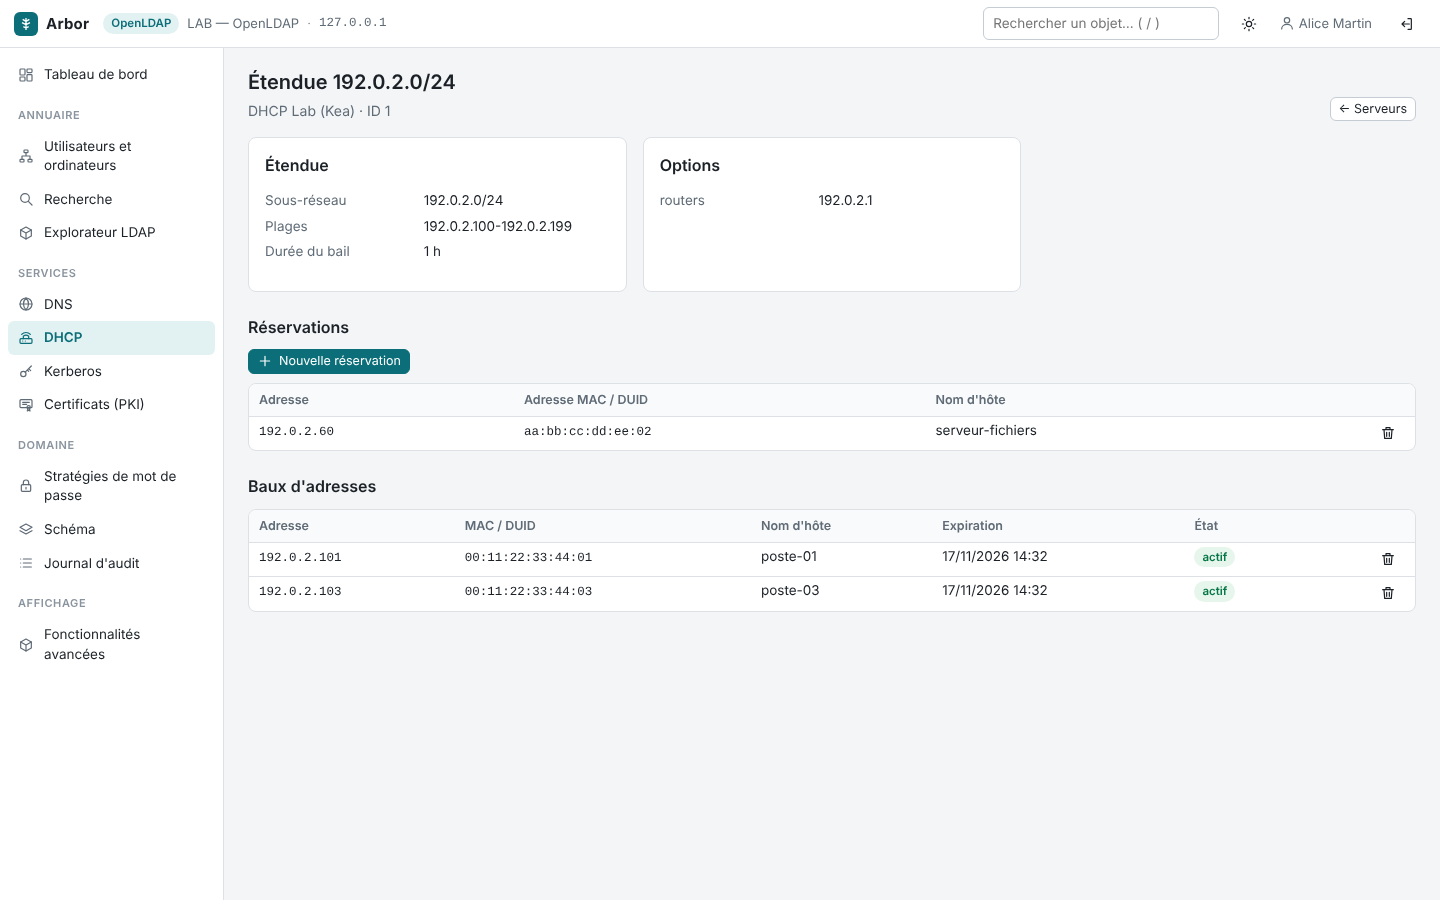 Arbor OpenLDAP LAB — OpenLDAP · 127.0.0.1 Rechercher un objet... ( / ) Alice Martin
Tableau de bord
ANNUAIRE
Utilisateurs et
ordinateurs
Recherche
Explorateur LDAP
SERVICES
DNS
DHCP
Kerberos
Certificats (PKI)
DOMAINE
Stratégies de mot de
passe
Schéma
Journal d'audit
AFFICHAGE
Fonctionnalités
avancées
Étendue 192.0.2.0/24
DHCP Lab (Kea) · ID 1
← Serveurs
Étendue
Sous-réseau 192.0.2.0/24
Plages 192.0.2.100-192.0.2.199
Durée du bail 1 h
Options
routers 192.0.2.1
Réservations
+ Nouvelle réservation
Adresse Adresse MAC / DUID Nom d'hôte
192.0.2.60 aa:bb:cc:dd:ee:02 serveur-fichiers
Baux d'adresses
Adresse MAC / DUID Nom d'hôte Expiration État
192.0.2.101 00:11:22:33:44:01 poste-01 17/11/2026 14:32 actif
192.0.2.103 00:11:22:33:44:03 poste-03 17/11/2026 14:32 actif